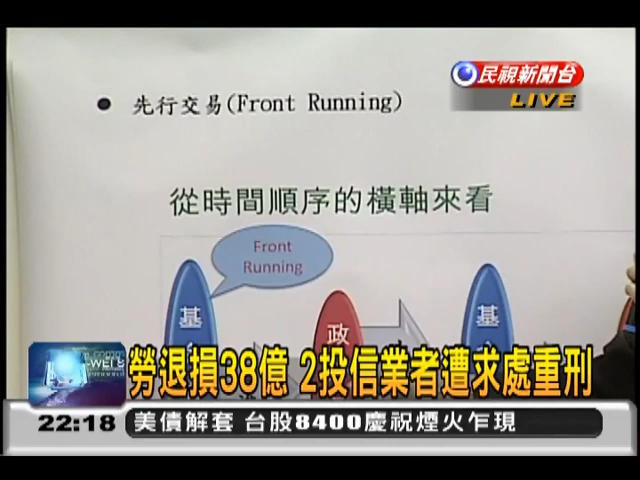 民視新聞台
LIVE
● 先行交易(Front Running)
從時間順序的橫軸來看
Front
Running
基
政
基
勞退損38億 2投信業者遭求處重刑
22:18
美債解套 台股8400慶祝煙火乍現